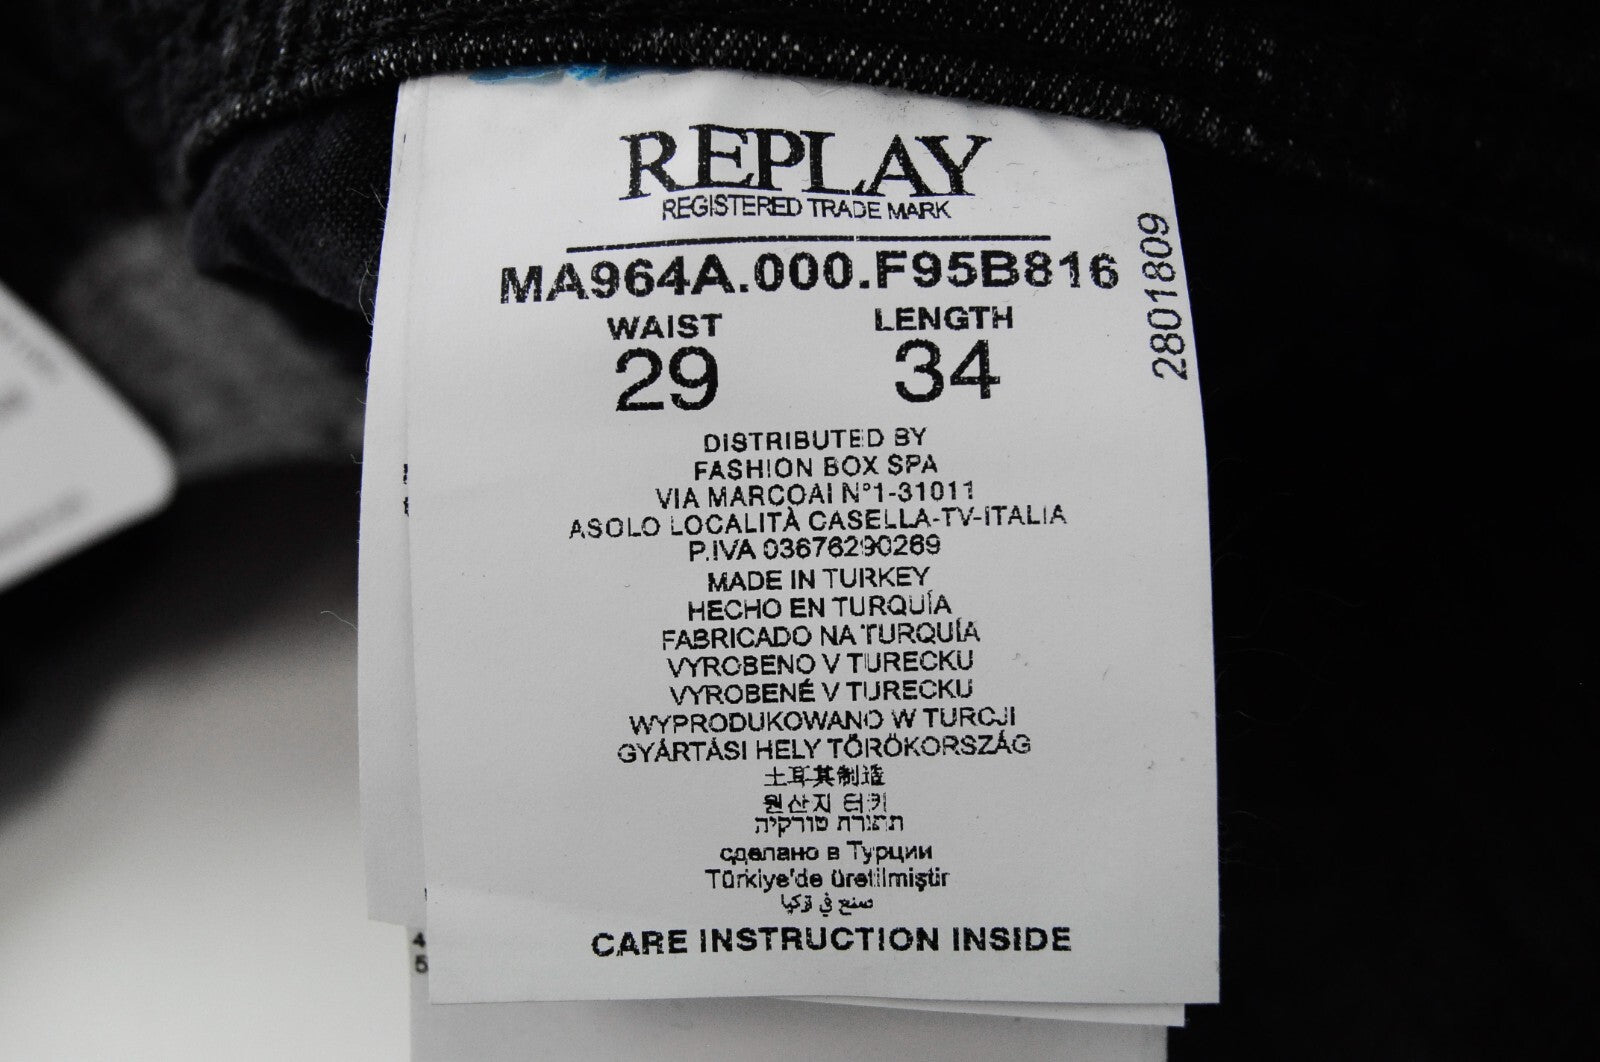 REPLAY
REGISTERED TRADE MARK
MA964A.000.F95B816
WAIST LENGTH
29 34
2801809
DISTRIBUTED BY
FASHION BOX SPA
VIA MARCOAI N°1-31011
ASOLO LOCALITÀ CASELLA-TV-ITALIA
P.IVA 03676290269
MADE IN TURKEY
HECHO EN TURQUÍA
FABRICADO NA TURQUÍA
VYROBENO V TURECKU
VYROBENÉ V TURECKU
WYPRODUKOWANO W TURCJI
GYÁRTÁSI HELY TÖRÖKORSZÁG
土耳其制造
원산지 터키
תוצרת טורקיה
сделано в Турции
Türkiye'de üretilmiştir
صنع في تركيا
CARE INSTRUCTION INSIDE
4
5